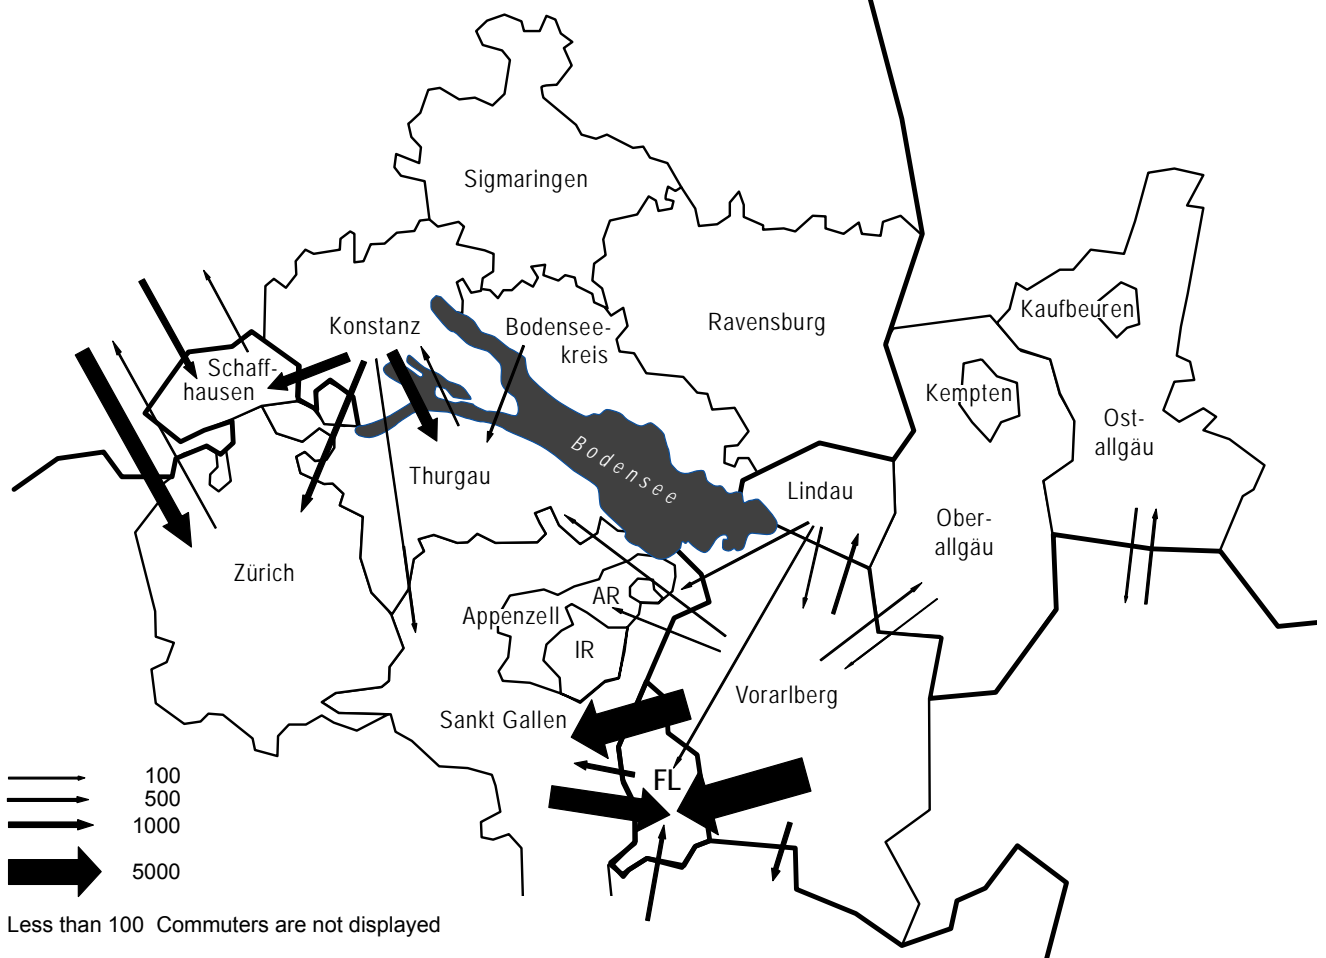 Sigmaringen
Konstanz
Bodensee-
kreis
Ravensburg
Kaufbeuren
Schaff-
hausen
Kempten
Ost-
allgäu
Thurgau
Bodensee
Lindau
Ober-
allgäu
Zürich
AR
Appenzell
IR
Vorarlberg
Sankt Gallen
FL
100
500
1000
5000
Less than 100 Commuters are not displayed